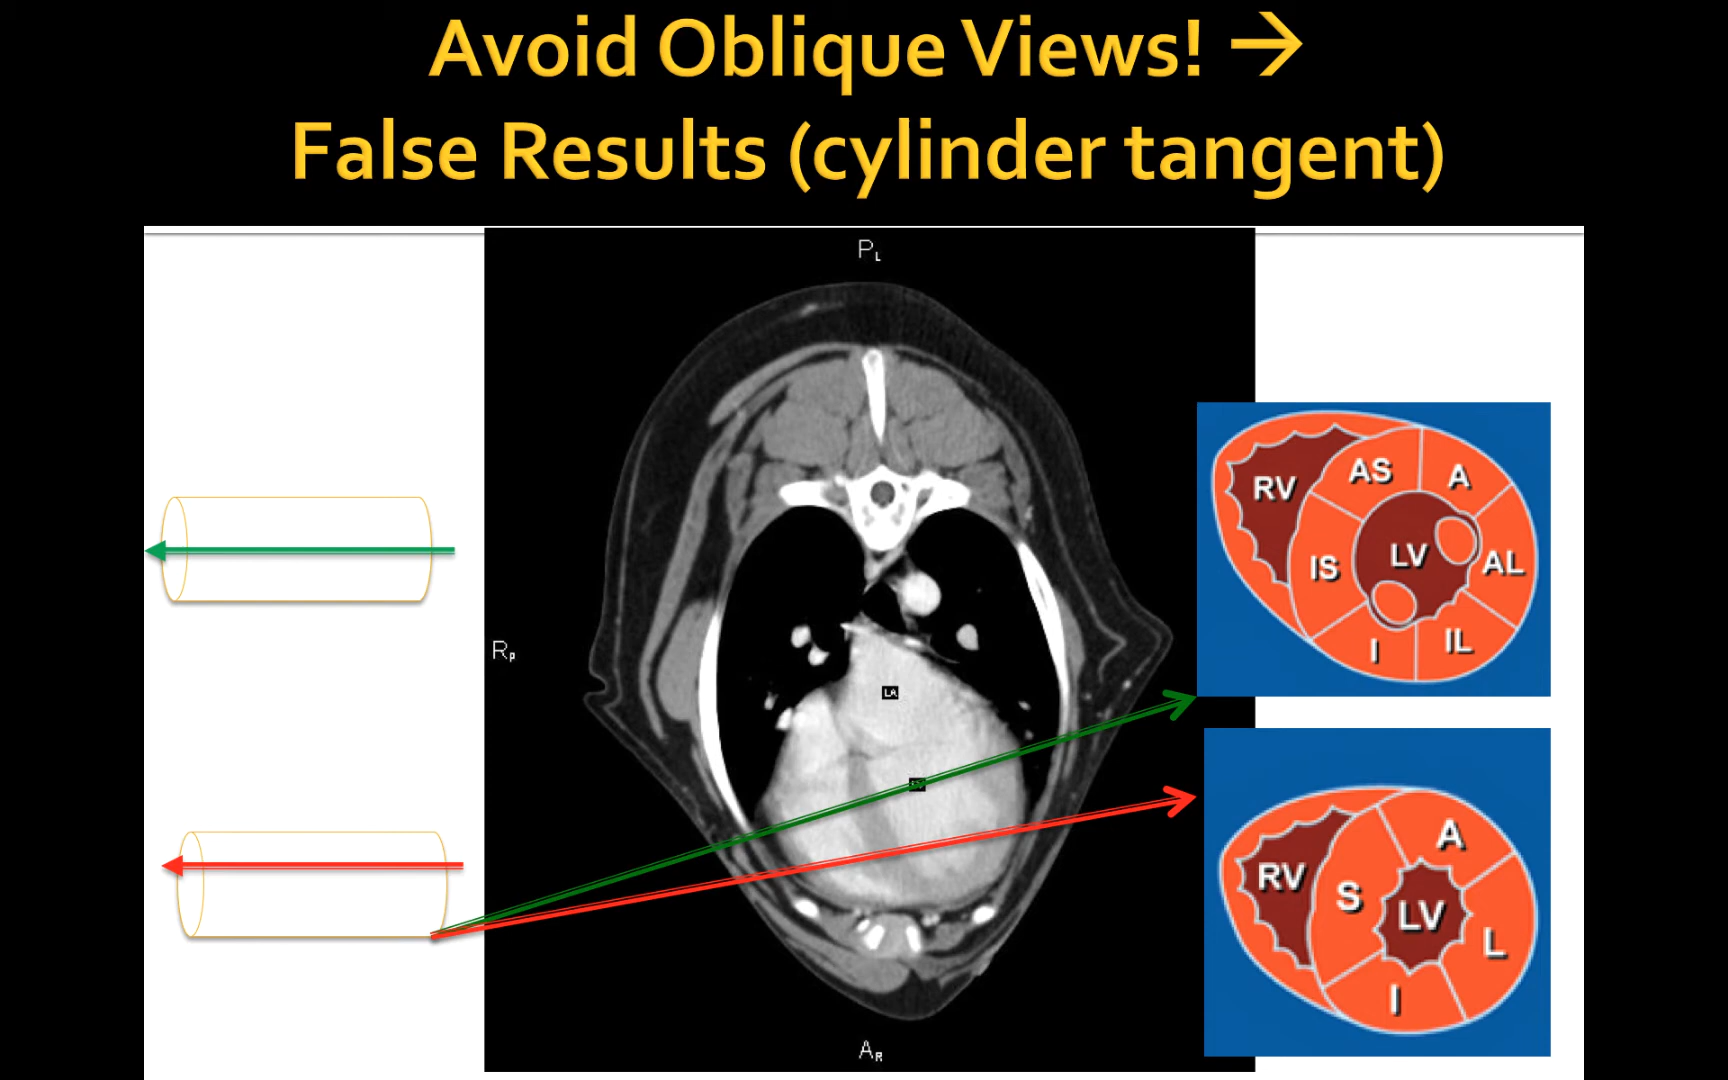 Avoid Oblique Views! →
False Results (cylinder tangent)
PL
Rp
LA
AR
RV
AS
A
IS
LV
AL
I
IL
RV
A
S
LV
L
I